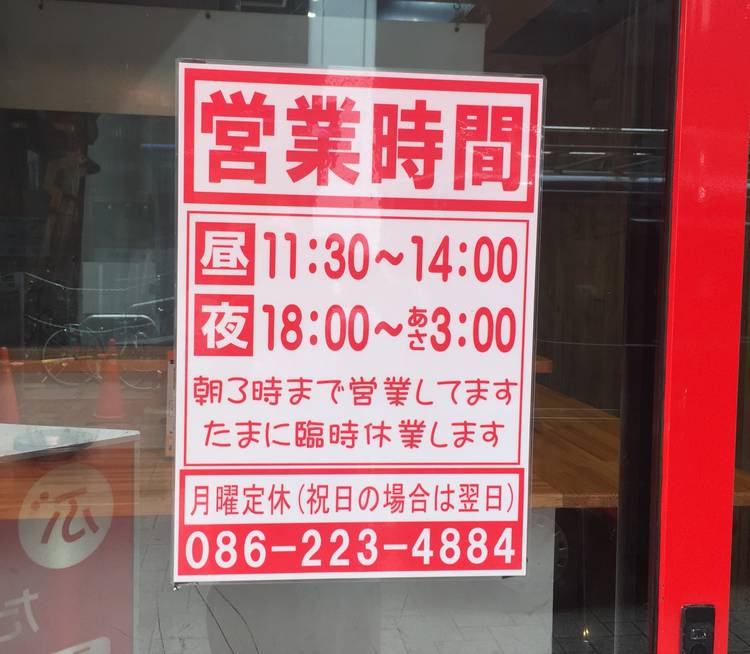 営業時間
昼 11:30～14:00
夜 18:00～あさ3:00
朝3時まで営業してます
たまに臨時休業します
月曜定休(祝日の場合は翌日)
086-223-4884